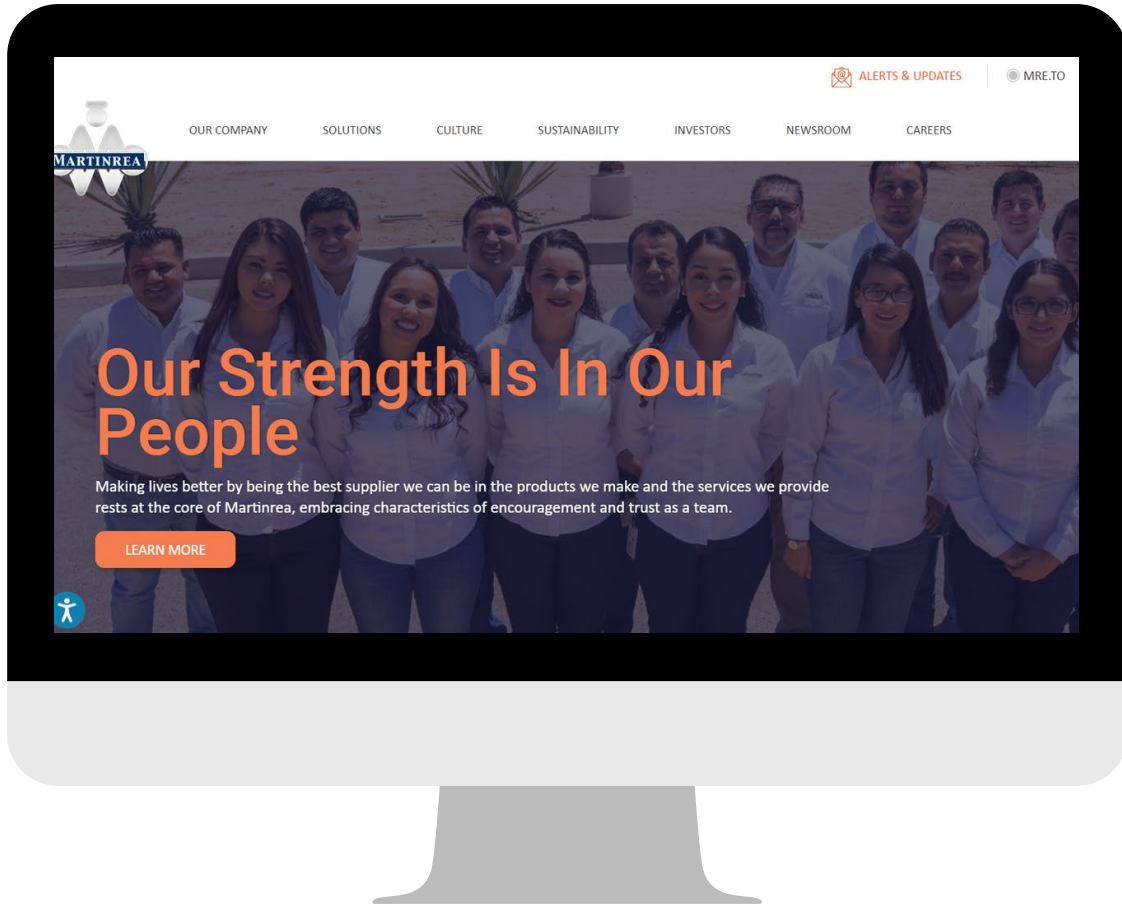 ALERTS & UPDATES
MRE.TO
MARTINREA
OUR COMPANY SOLUTIONS CULTURE SUSTAINABILITY INVESTORS NEWSROOM CAREERS
Our Strength Is In Our
People
Making lives better by being the best supplier we can be in the products we make and the services we provide
rests at the core of Martinrea, embracing characteristics of encouragement and trust as a team.
LEARN MORE